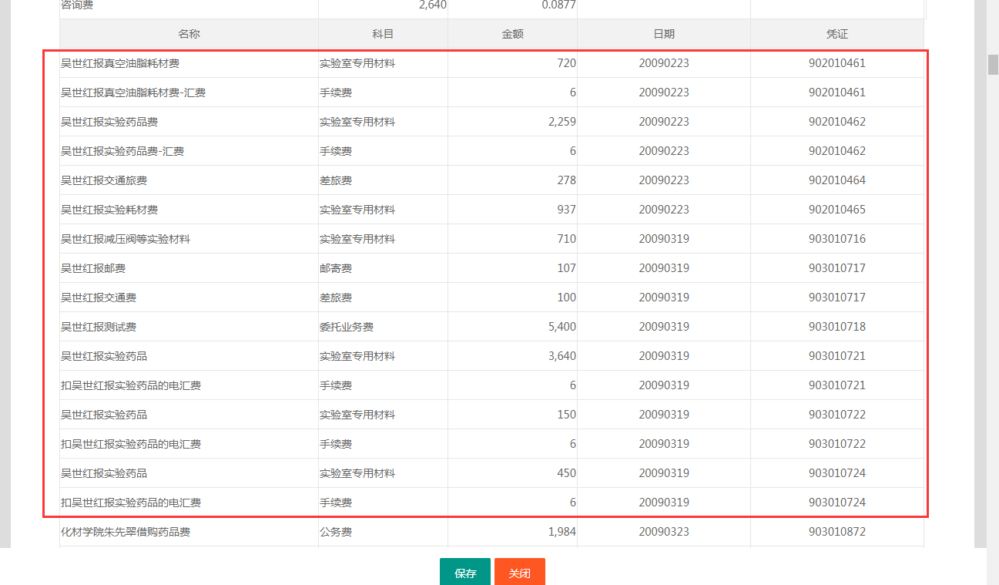 咨询费 2,640 0.0877
名称 科目 金额 日期 凭证
吴世红报真空油脂耗材费 实验室专用材料 720 20090223 902010461
吴世红报真空油脂耗材费-汇费 手续费 6 20090223 902010461
吴世红报实验药品费 实验室专用材料 2,259 20090223 902010462
吴世红报实验药品费-汇费 手续费 6 20090223 902010462
吴世红报交通旅费 差旅费 278 20090223 902010464
吴世红报实验耗材费 实验室专用材料 937 20090223 902010465
吴世红报减压阀等实验材料 实验室专用材料 710 20090319 903010716
吴世红报邮费 邮寄费 107 20090319 903010717
吴世红报交通费 差旅费 100 20090319 903010717
吴世红报测试费 委托业务费 5,400 20090319 903010718
吴世红报实验药品 实验室专用材料 3,640 20090319 903010721
扣吴世红报实验药品的电汇费 手续费 6 20090319 903010721
吴世红报实验药品 实验室专用材料 150 20090319 903010722
扣吴世红报实验药品的电汇费 手续费 6 20090319 903010722
吴世红报实验药品 实验室专用材料 450 20090319 903010724
扣吴世红报实验药品的电汇费 手续费 6 20090319 903010724
化材学院朱先翠借购药品费 公务费 1,984 20090323 903010872
保存 关闭